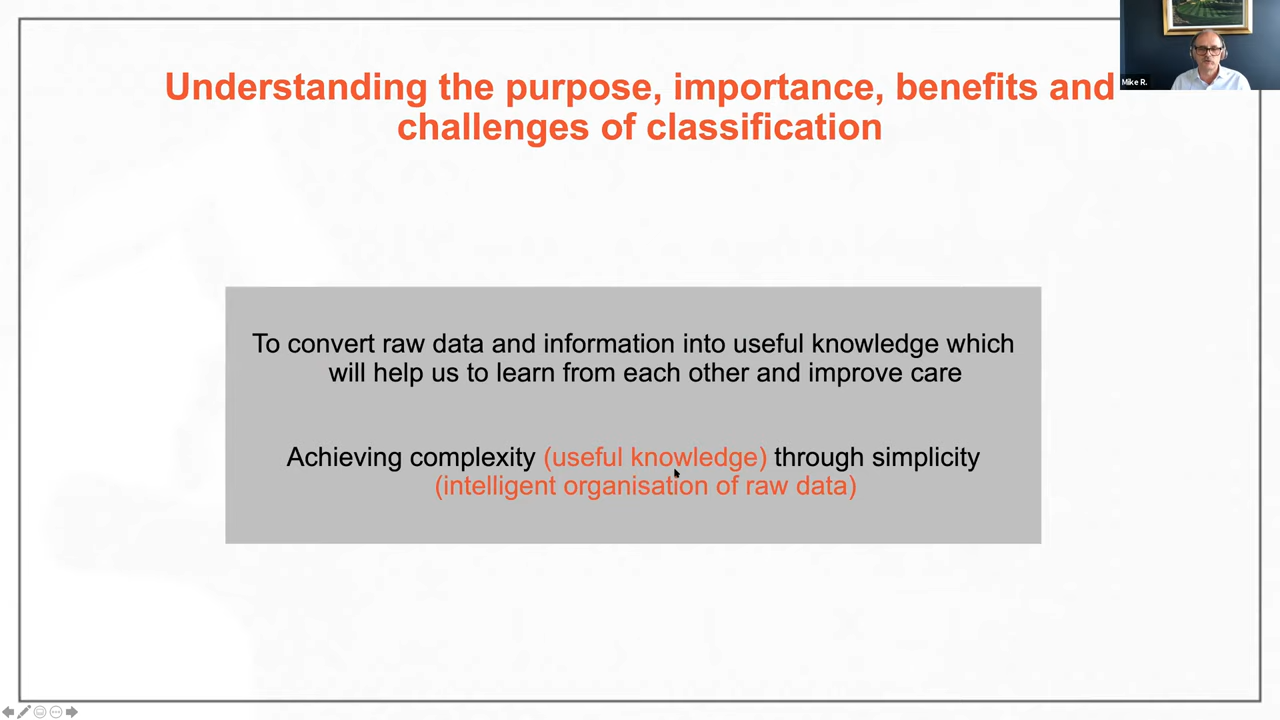 Understanding the purpose, importance, benefits and
challenges of classification
Mike R.
To convert raw data and information into useful knowledge which
will help us to learn from each other and improve care
Achieving complexity (useful knowledge) through simplicity
(intelligent organisation of raw data)